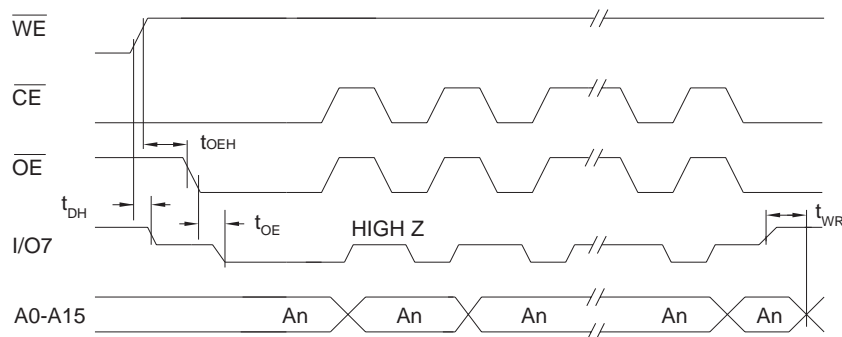 WE
CE
tOEH
OE
tDH
tOE
HIGH Z
tWR
I/O7
A0-A15 An An An An An